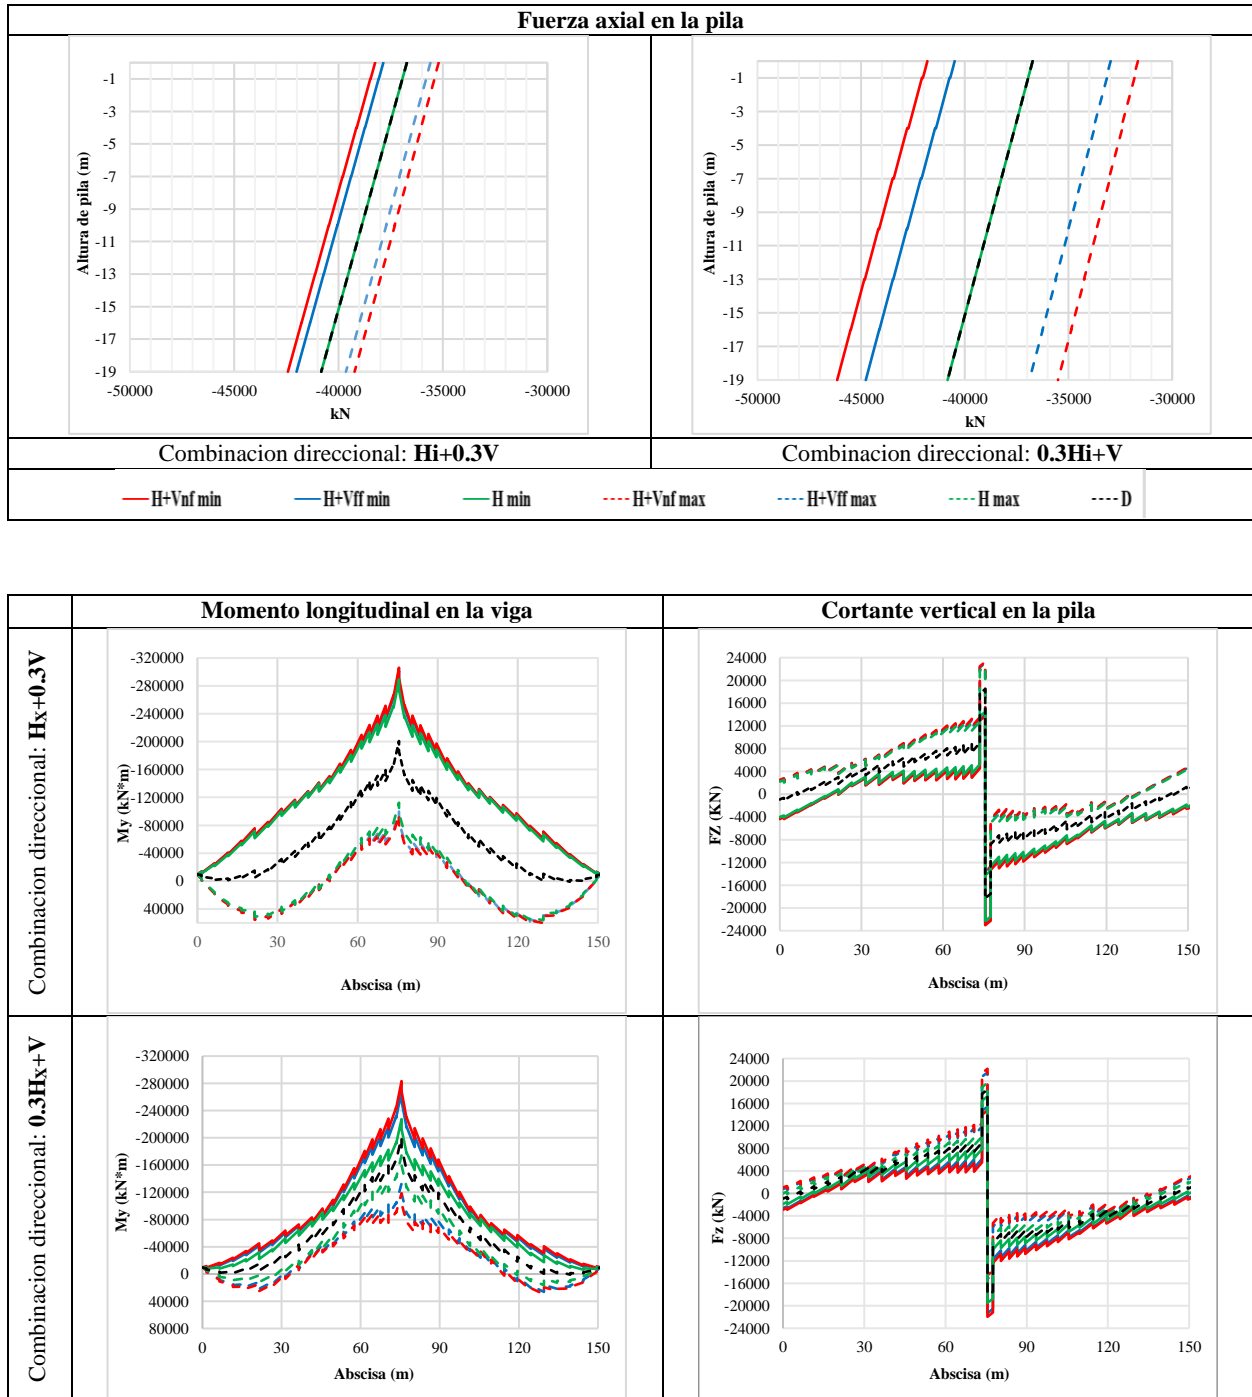 Fuerza axial en la pila
Altura de pila (m)
-1
-3
-5
-7
-9
-11
-13
-15
-17
-19
-50000 -45000 -40000 -35000 -30000
kN
Altura de pila (m)
-1
-3
-5
-7
-9
-11
-13
-15
-17
-19
-50000 -45000 -40000 -35000 -30000
kN
Combinacion direccional: Hi+0.3V
Combinacion direccional: 0.3Hi+V
H+Vnf min H+Vff min H min H+Vnf max H+Vff max H max D
Momento longitudinal en la viga
Cortante vertical en la pila
Combinacion direccional: Hx+0.3V
My (kN*m)
-320000
-280000
-240000
-200000
-160000
-120000
-80000
-40000
0
40000
0 30 60 90 120 150
Abscisa (m)
FZ (KN)
24000
20000
16000
12000
8000
4000
0
-4000
-8000
-12000
-16000
-20000
-24000
0 30 60 90 120 150
Abscisa (m)
Combinacion direccional: 0.3Hx+V
My (kN*m)
-320000
-280000
-240000
-200000
-160000
-120000
-80000
-40000
0
40000
80000
0 30 60 90 120 150
Abscisa (m)
Fz (kN)
24000
20000
16000
12000
8000
4000
0
-4000
-8000
-12000
-16000
-20000
-24000
0 30 60 90 120 150
Abscisa (m)